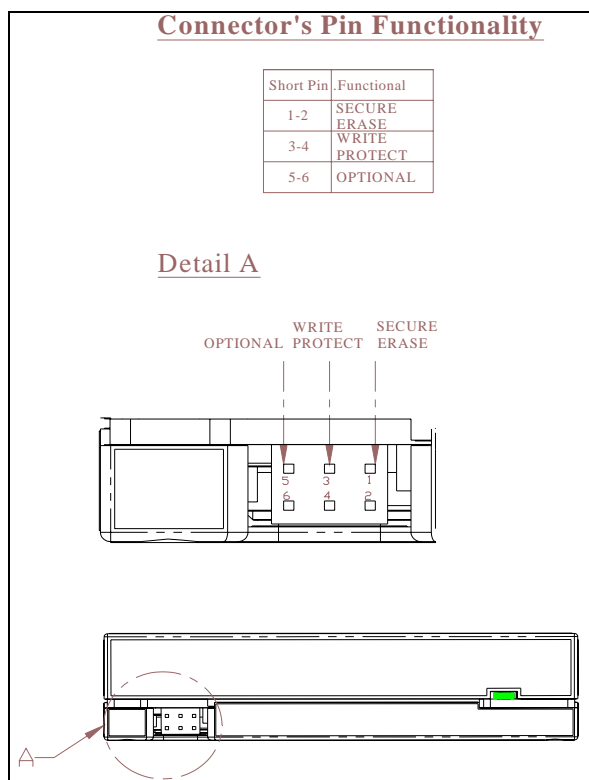 Connector's Pin Functionality
Short Pin .Functional
1-2 SECURE
ERASE
3-4 WRITE
PROTECT
5-6 OPTIONAL
Detail A
WRITE SECURE
OPTIONAL PROTECT ERASE
5 3 1
6 4 2
A